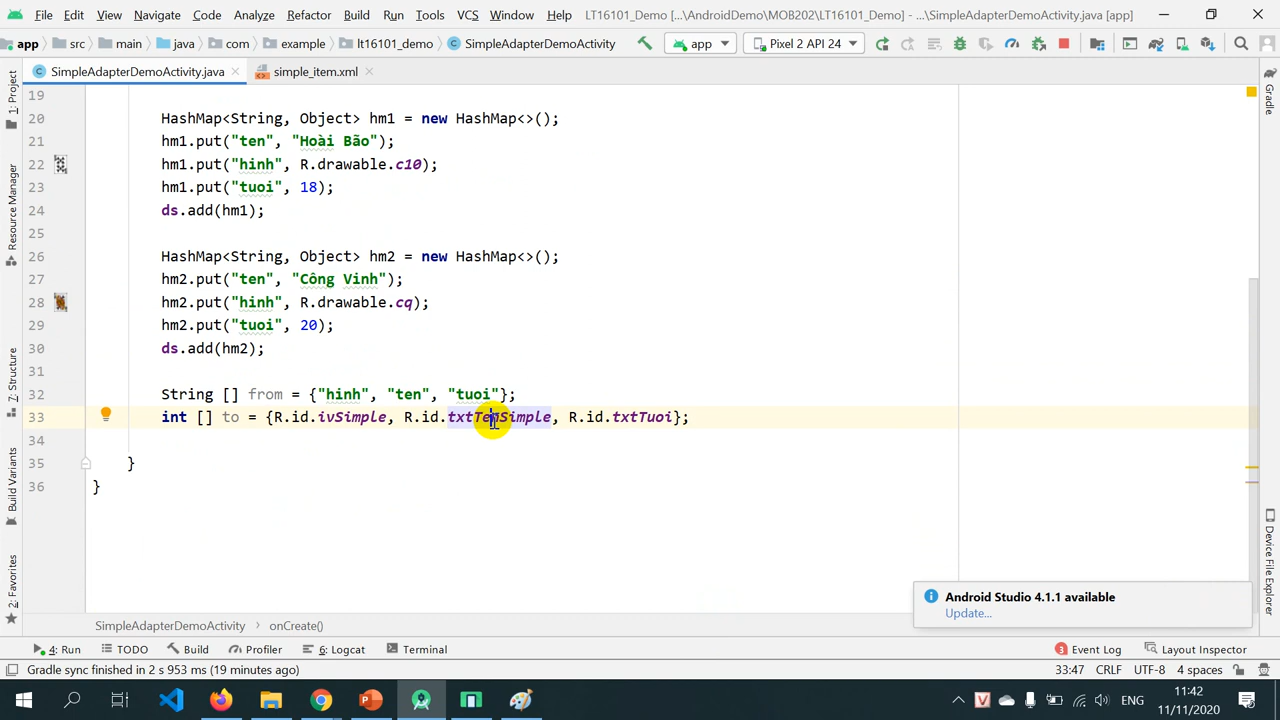 File Edit View Navigate Code Analyze Refactor Build Run Tools VCS Window Help LT16101_Demo [...\AndroidDemo\MOB202\LT16101_Demo] - ...\SimpleAdapterDemoActivity.java [app]
app src main java com example lt16101_demo SimpleAdapterDemoActivity app Pixel 2 API 24
SimpleAdapterDemoActivity.java simple_item.xml
1: Project
Resource Manager
7: Structure
Build Variants
2: Favorites
19
20 HashMap<String, Object> hm1 = new HashMap<>();
21 hm1.put("ten", "Hoài Bão");
22 hm1.put("hinh", R.drawable.c10);
23 hm1.put("tuoi", 18);
24 ds.add(hm1);
25
26 HashMap<String, Object> hm2 = new HashMap<>();
27 hm2.put("ten", "Công Vinh");
28 hm2.put("hinh", R.drawable.cq);
29 hm2.put("tuoi", 20);
30 ds.add(hm2);
31
32 String [] from = {"hinh", "ten", "tuoi"};
33 int [] to = {R.id.ivSimple, R.id.txtTenSimple, R.id.txtTuoi};
34
35 }
36 }
Gradle
Device File Explorer
Android Studio 4.1.1 available
Update...
SimpleAdapterDemoActivity onCreate()
4: Run TODO Build Profiler 6: Logcat Terminal 3 Event Log Layout Inspector
Gradle sync finished in 2 s 953 ms (19 minutes ago) 33:47 CRLF UTF-8 4 spaces
ENG
11:42
11/11/2020